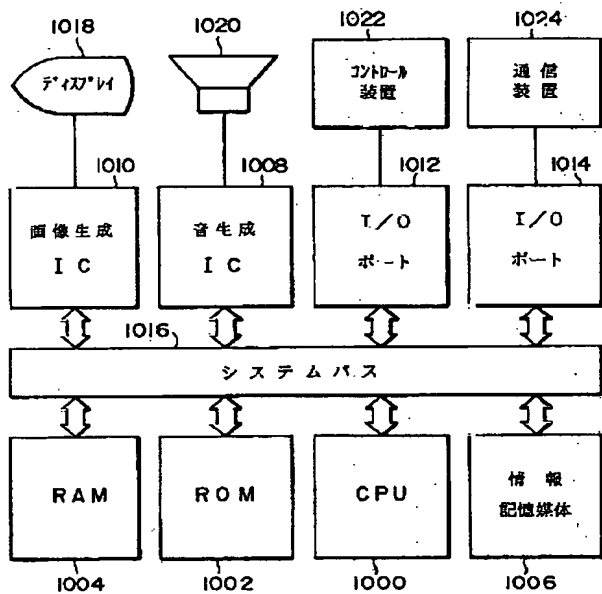 1018
1020
1022
1024
ディスプレイ
コントロール
装置
通信
装置
1010
1008
1012
1014
画像生成
IC
音生成
IC
I/O
ポート
I/O
ポート
1016
システムバス
RAM
ROM
CPU
情報
記憶媒体
1004
1002
1000
1006